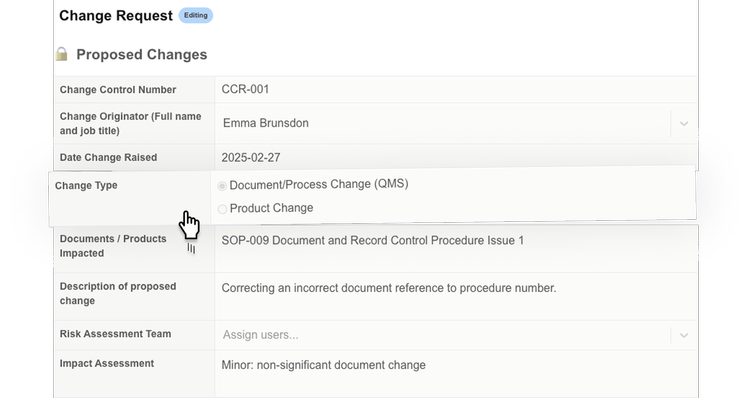 Change Request Editing
Proposed Changes
Change Control Number CCR-001
Change Originator (Full name
and job title) Emma Brunsdon
Date Change Raised 2025-02-27
Change Type Document/Process Change (QMS)
Product Change
Documents / Products
Impacted SOP-009 Document and Record Control Procedure Issue 1
Description of proposed
change Correcting an incorrect document reference to procedure number.
Risk Assessment Team Assign users...
Impact Assessment Minor: non-significant document change